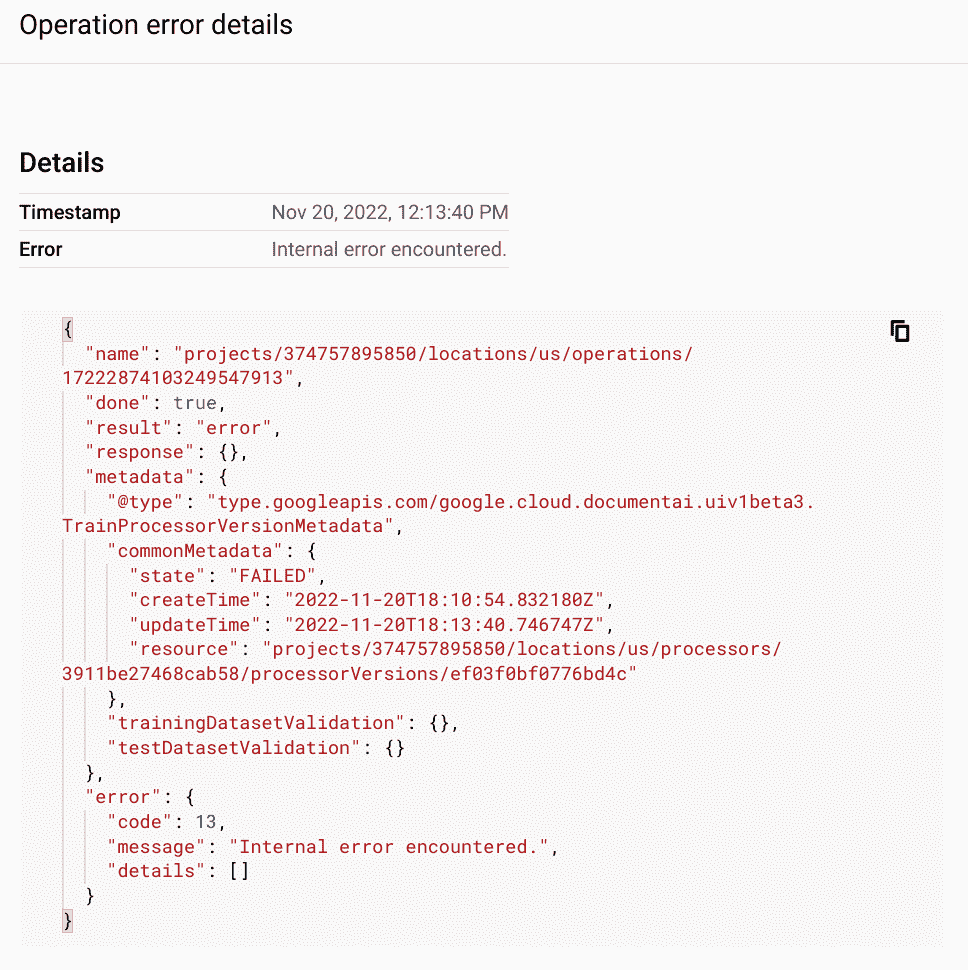 Operation error details
Details
Timestamp Nov 20, 2022, 12:13:40 PM
Error Internal error encountered.
{
"name": "projects/374757895850/locations/us/operations/
17222874103249547913",
"done": true,
"result": "error",
"response": {},
"metadata": {
"@type": "type.googleapis.com/google.cloud.documentai.uiv1beta3.
TrainProcessorVersionMetadata",
"commonMetadata": {
"state": "FAILED",
"createTime": "2022-11-20T18:10:54.832180Z",
"updateTime": "2022-11-20T18:13:40.746747Z",
"resource": "projects/374757895850/locations/us/processors/
3911be27468cab58/processorVersions/ef03f0bf0776bd4c"
},
"trainingDatasetValidation": {},
"testDatasetValidation": {}
},
"error": {
"code": 13,
"message": "Internal error encountered.",
"details": []
}
}